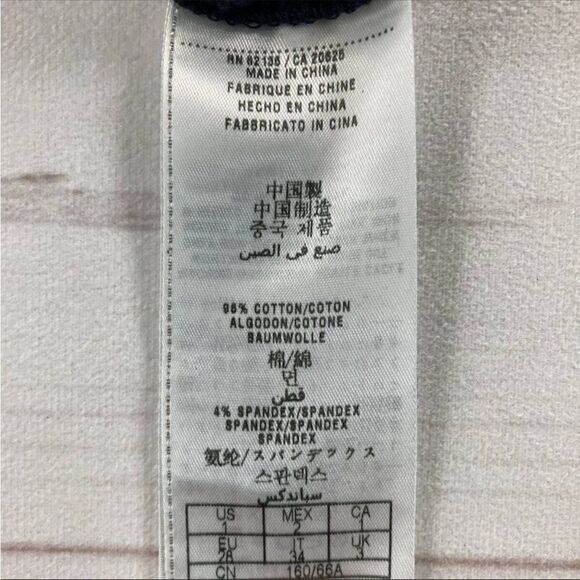 RN 62136 / CA 20625
MADE IN CHINA
FABRIQUE EN CHINE
HECHO EN CHINA
FABBRICATO IN CINA
中国製
中国制造
중국 제품
صنع في الصين
96% COTTON/COTON
ALGODON/COTONE
BAUMWOLLE
棉/綿
면
قطن
4% SPANDEX/SPANDEX
SPANDEX/SPANDEX
SPANDEX
氨纶/スパンデックス
스판덱스
سباندكس
US MEX CA
1 2 1
EU IT UK
28 34 3
CN 160/66A